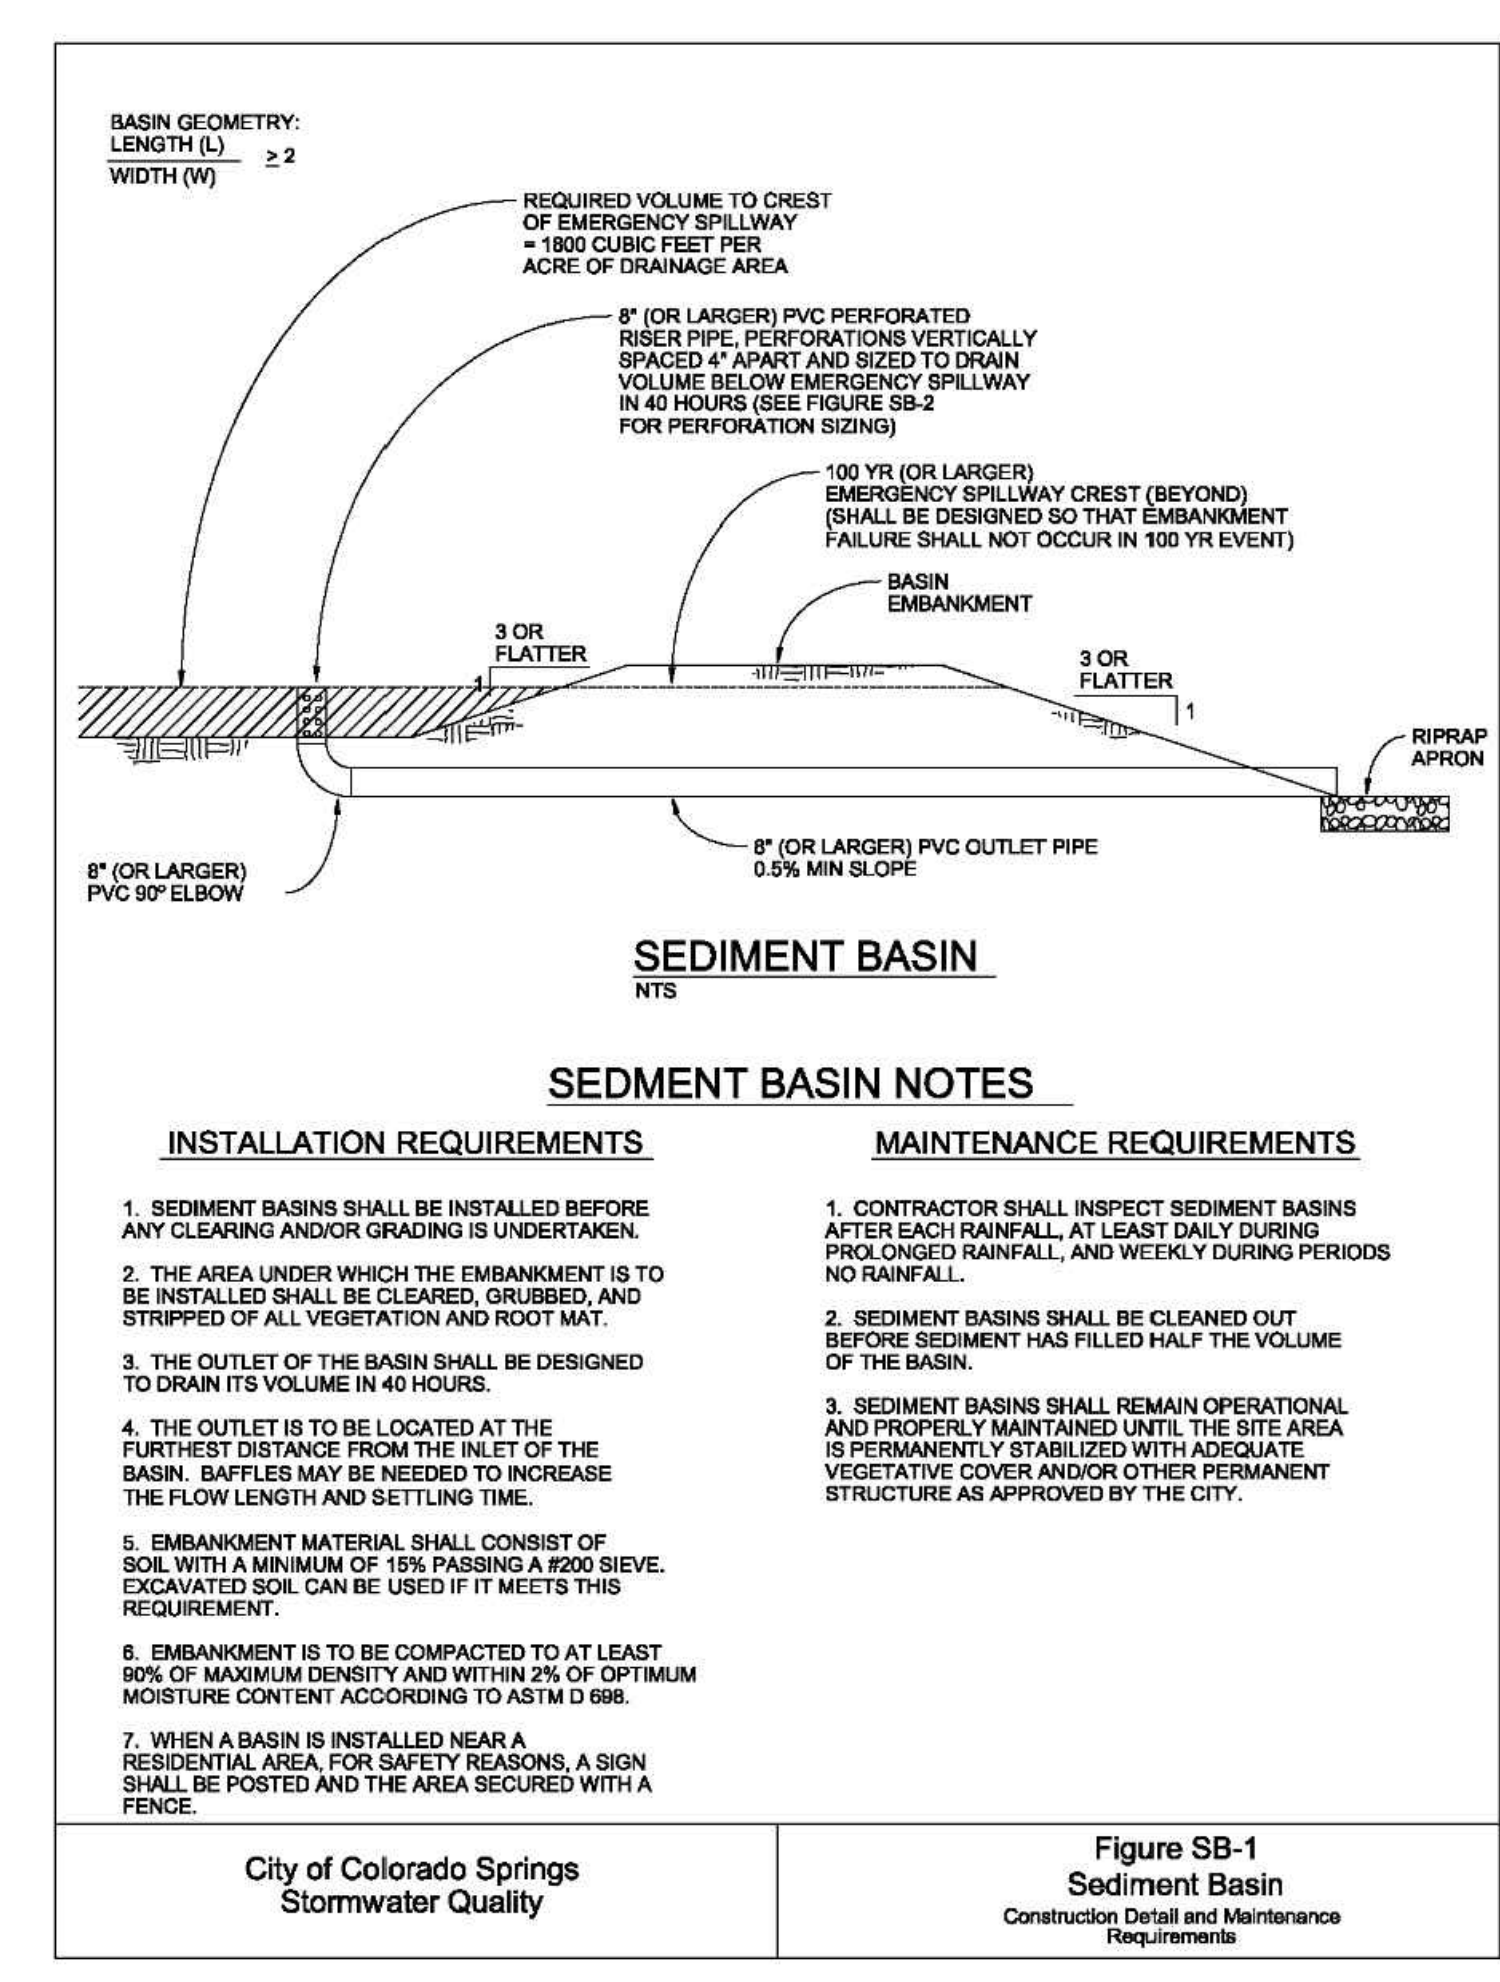 BASIN GEOMETRY:
LENGTH (L)
WIDTH (W)
≥ 2
REQUIRED VOLUME TO CREST
OF EMERGENCY SPILLWAY
= 1800 CUBIC FEET PER
ACRE OF DRAINAGE AREA
8" (OR LARGER) PVC PERFORATED
RISER PIPE, PERFORATIONS VERTICALLY
SPACED 4" APART AND SIZED TO DRAIN
VOLUME BELOW EMERGENCY SPILLWAY
IN 40 HOURS (SEE FIGURE SB-2
FOR PERFORATION SIZING)
100 YR (OR LARGER)
EMERGENCY SPILLWAY CREST (BEYOND)
(SHALL BE DESIGNED SO THAT EMBANKMENT
FAILURE SHALL NOT OCCUR IN 100 YR EVENT)
BASIN
EMBANKMENT
3 OR
FLATTER
1
3 OR
FLATTER
1
RIPRAP
APRON
8" (OR LARGER) PVC OUTLET PIPE
0.5% MIN SLOPE
8" (OR LARGER)
PVC 90º ELBOW
SEDIMENT BASIN
NTS
SEDMENT BASIN NOTES
INSTALLATION REQUIREMENTS
1. SEDIMENT BASINS SHALL BE INSTALLED BEFORE
ANY CLEARING AND/OR GRADING IS UNDERTAKEN.
2. THE AREA UNDER WHICH THE EMBANKMENT IS TO
BE INSTALLED SHALL BE CLEARED, GRUBBED, AND
STRIPPED OF ALL VEGETATION AND ROOT MAT.
3. THE OUTLET OF THE BASIN SHALL BE DESIGNED
TO DRAIN ITS VOLUME IN 40 HOURS.
4. THE OUTLET IS TO BE LOCATED AT THE
FURTHEST DISTANCE FROM THE INLET OF THE
BASIN. BAFFLES MAY BE NEEDED TO INCREASE
THE FLOW LENGTH AND SETTLING TIME.
5. EMBANKMENT MATERIAL SHALL CONSIST OF
SOIL WITH A MINIMUM OF 15% PASSING A #200 SIEVE.
EXCAVATED SOIL CAN BE USED IF IT MEETS THIS
REQUIREMENT.
6. EMBANKMENT IS TO BE COMPACTED TO AT LEAST
90% OF MAXIMUM DENSITY AND WITHIN 2% OF OPTIMUM
MOISTURE CONTENT ACCORDING TO ASTM D 698.
7. WHEN A BASIN IS INSTALLED NEAR A
RESIDENTIAL AREA, FOR SAFETY REASONS, A SIGN
SHALL BE POSTED AND THE AREA SECURED WITH A
FENCE.
MAINTENANCE REQUIREMENTS
1. CONTRACTOR SHALL INSPECT SEDIMENT BASINS
AFTER EACH RAINFALL, AT LEAST DAILY DURING
PROLONGED RAINFALL, AND WEEKLY DURING PERIODS
NO RAINFALL.
2. SEDIMENT BASINS SHALL BE CLEANED OUT
BEFORE SEDIMENT HAS FILLED HALF THE VOLUME
OF THE BASIN.
3. SEDIMENT BASINS SHALL REMAIN OPERATIONAL
AND PROPERLY MAINTAINED UNTIL THE SITE AREA
IS PERMANENTLY STABILIZED WITH ADEQUATE
VEGETATIVE COVER AND/OR OTHER PERMANENT
STRUCTURE AS APPROVED BY THE CITY.
City of Colorado Springs
Stormwater Quality
Figure SB-1
Sediment Basin
Construction Detail and Maintenance
Requirements